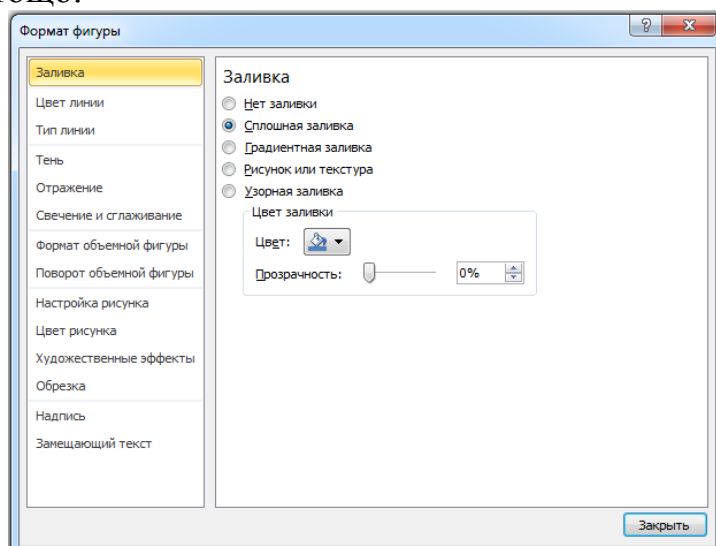 Формат фигуры
Заливка
Цвет линии
Тип линии
Тень
Отражение
Свечение и сглаживание
Формат объемной фигуры
Поворот объемной фигуры
Настройка рисунка
Цвет рисунка
Художественные эффекты
Обрезка
Надпись
Замещающий текст
Заливка
Нет заливки
Сплошная заливка
Градиентная заливка
Рисунок или текстура
Узорная заливка
Цвет заливки
Цвет:
Прозрачность: 0%
Закрыть